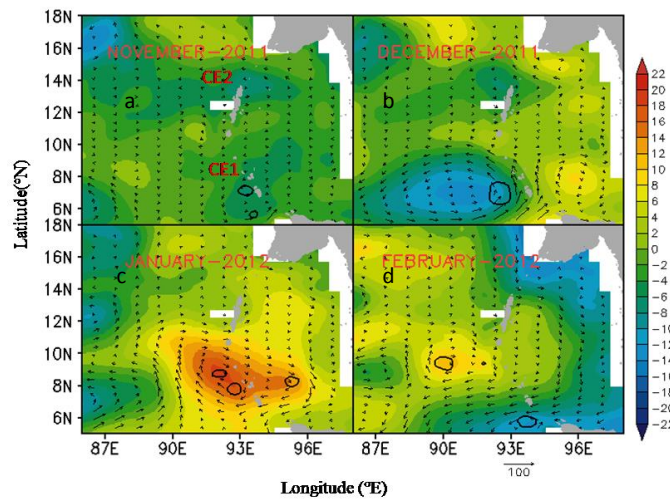 18N
16N
14N
12N
10N
8N
6N
NOVEMBER-2011
CE2
a
CE1
DECEMBER-2011
b
Latitude(°N)
18N
16N
14N
12N
10N
8N
6N
JANUARY-2012
c
FEBRUARY-2012
d
86E 90E 93E 96E 90E 93E 96E
100
Longitude (°E)
22
20
18
16
14
12
10
8
6
4
2
0
-2
-4
-6
-8
-10
-12
-14
-16
-18
-20
-22